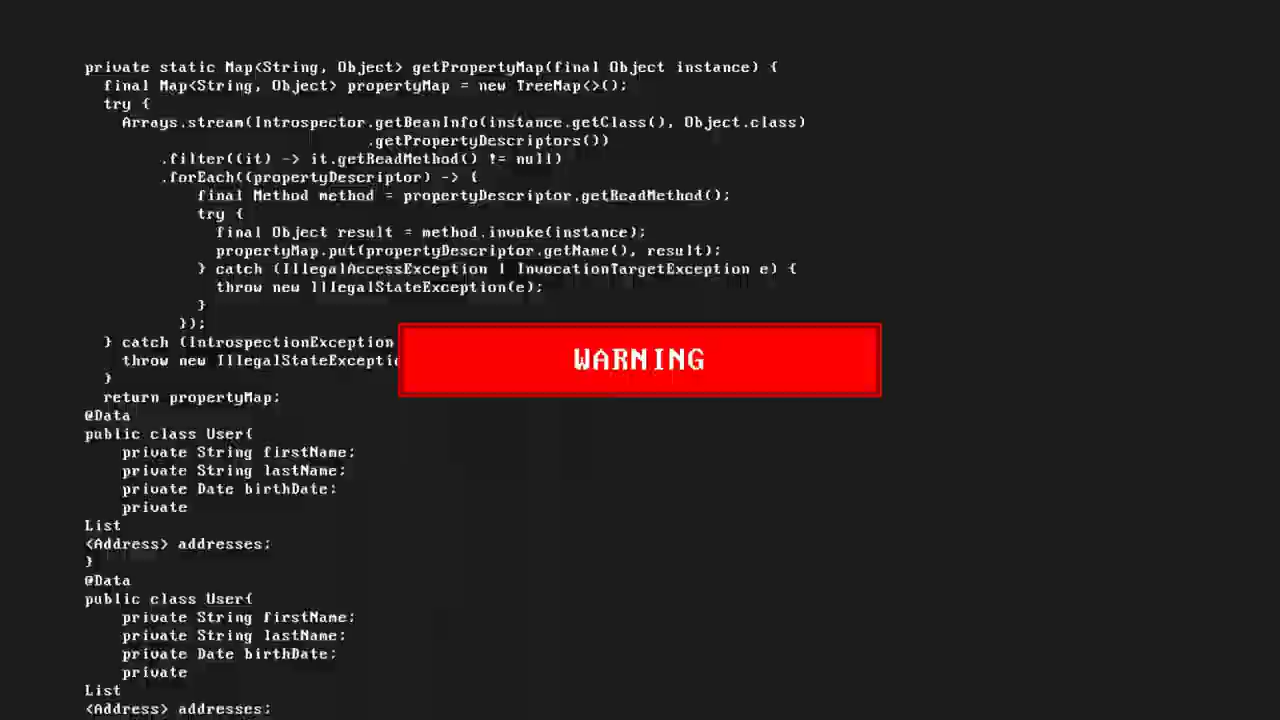 private static Map<String, Object> getPropertyMap(final Object instance) {
final Map<String, Object> propertyMap = new TreeMap<>();
try {
Arrays.stream(Introspector.getBeanInfo(instance.getClass(), Object.class)
.getPropertyDescriptors())
.filter((it) -> it.getReadMethod() != null)
.forEach((propertyDescriptor) -> {
final Method method = propertyDescriptor.getReadMethod();
try {
final Object result = method.invoke(instance);
propertyMap.put(propertyDescriptor.getName(), result);
} catch (IllegalAccessException | InvocationTargetException e) {
throw new IllegalStateException(e);
}
});
} catch (IntrospectionException
throw new IllegalStateExceptio
WARNING
}
return propertyMap;
@Data
public class User{
private String firstName;
private String lastName;
private Date birthDate;
private
List
<Address> addresses;
}
@Data
public class User{
private String firstName;
private String lastName;
private Date birthDate;
private
List
<Address> addresses;